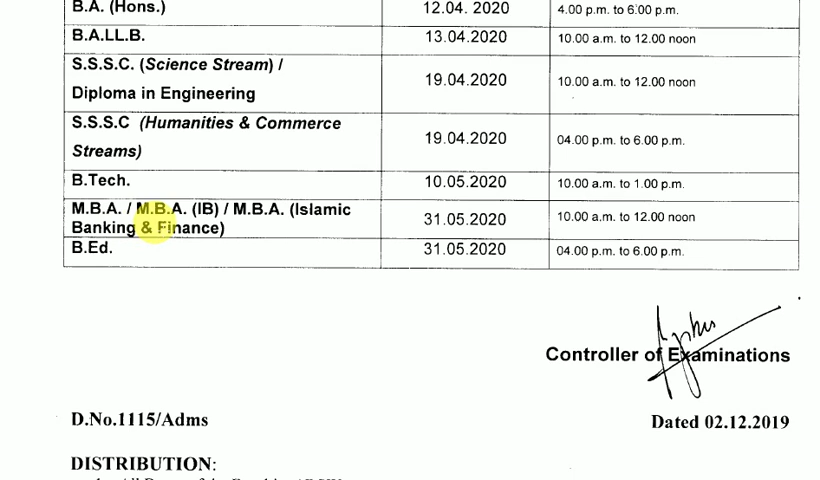 B.A. (Hons.) 12.04. 2020 4.00 p.m. to 6:00 p.m.
B.A.LL.B. 13.04.2020 10.00 a.m. to 12.00 noon
S.S.S.C. (Science Stream) /
Diploma in Engineering 19.04.2020 10.00 a.m. to 12.00 noon
S.S.S.C (Humanities & Commerce
Streams) 19.04.2020 04.00 p.m. to 6.00 p.m.
B.Tech. 10.05.2020 10.00 a.m. to 1.00 p.m.
M.B.A. / M.B.A. (IB) / M.B.A. (Islamic
Banking & Finance) 31.05.2020 10.00 a.m. to 12.00 noon
B.Ed. 31.05.2020 04.00 p.m. to 6.00 p.m.
Controller of Examinations
D.No.1115/Adms Dated 02.12.2019
DISTRIBUTION: